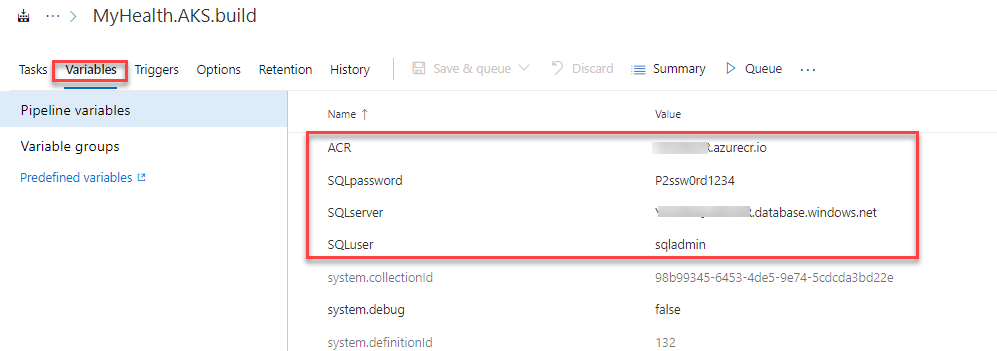 ... > MyHealth.AKS.build
Tasks Variables Triggers Options Retention History Save & queue Discard Summary Queue ...
Pipeline variables
Variable groups
Predefined variables
Name ↑ Value
ACR .azurecr.io
SQLpassword P2ssw0rd1234
SQLserver .database.windows.net
SQLuser sqladmin
system.collectionId 98b99345-6453-4de5-9e74-5cdcda3bd22e
system.debug false
system.definitionId 132